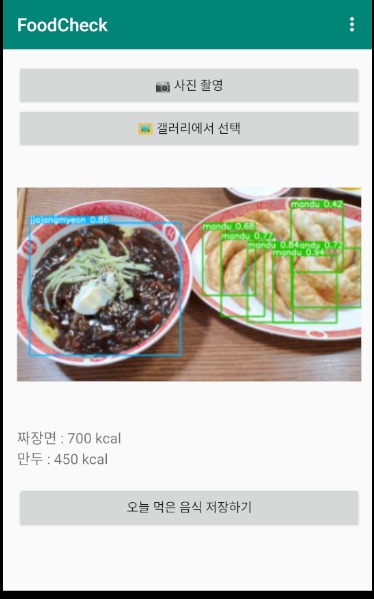 FoodCheck
📷 사진 촬영
🖼️ 갤러리에서 선택
jjajangmyeon 0.86
mandu 0.42
mandu 0.68
mandu 0.77
mandu 0.84
andu 0.72
mandu 0.94
짜장면 : 700 kcal
만두 : 450 kcal
오늘 먹은 음식 저장하기